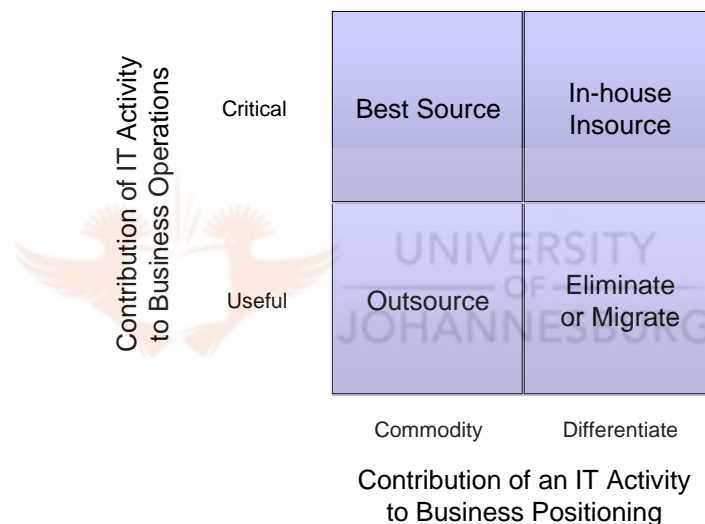 Contribution of IT Activity
to Business Operations
Critical
Best Source
In-house
Insource
Useful
Outsource
Eliminate
or Migrate
UNIVERSITY
OF
JOHANNESBURG
Commodity
Differentiate
Contribution of an IT Activity
to Business Positioning